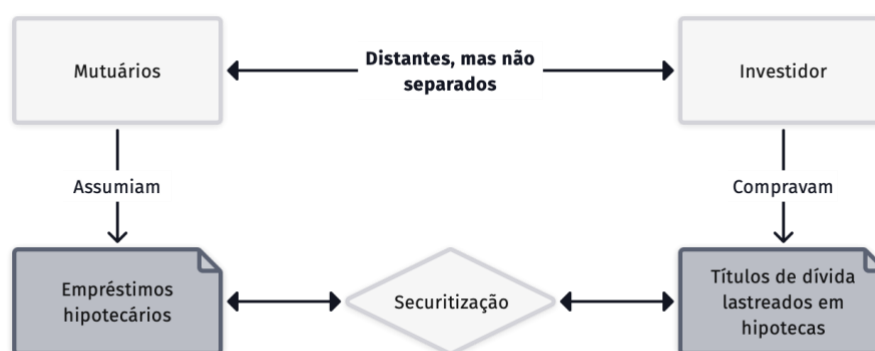 Distantes, mas não
separados
Mutuários
Investidor
Assumiam
Compravam
Empréstimos
hipotecários
Securitização
Títulos de dívida
lastreados em
hipotecas